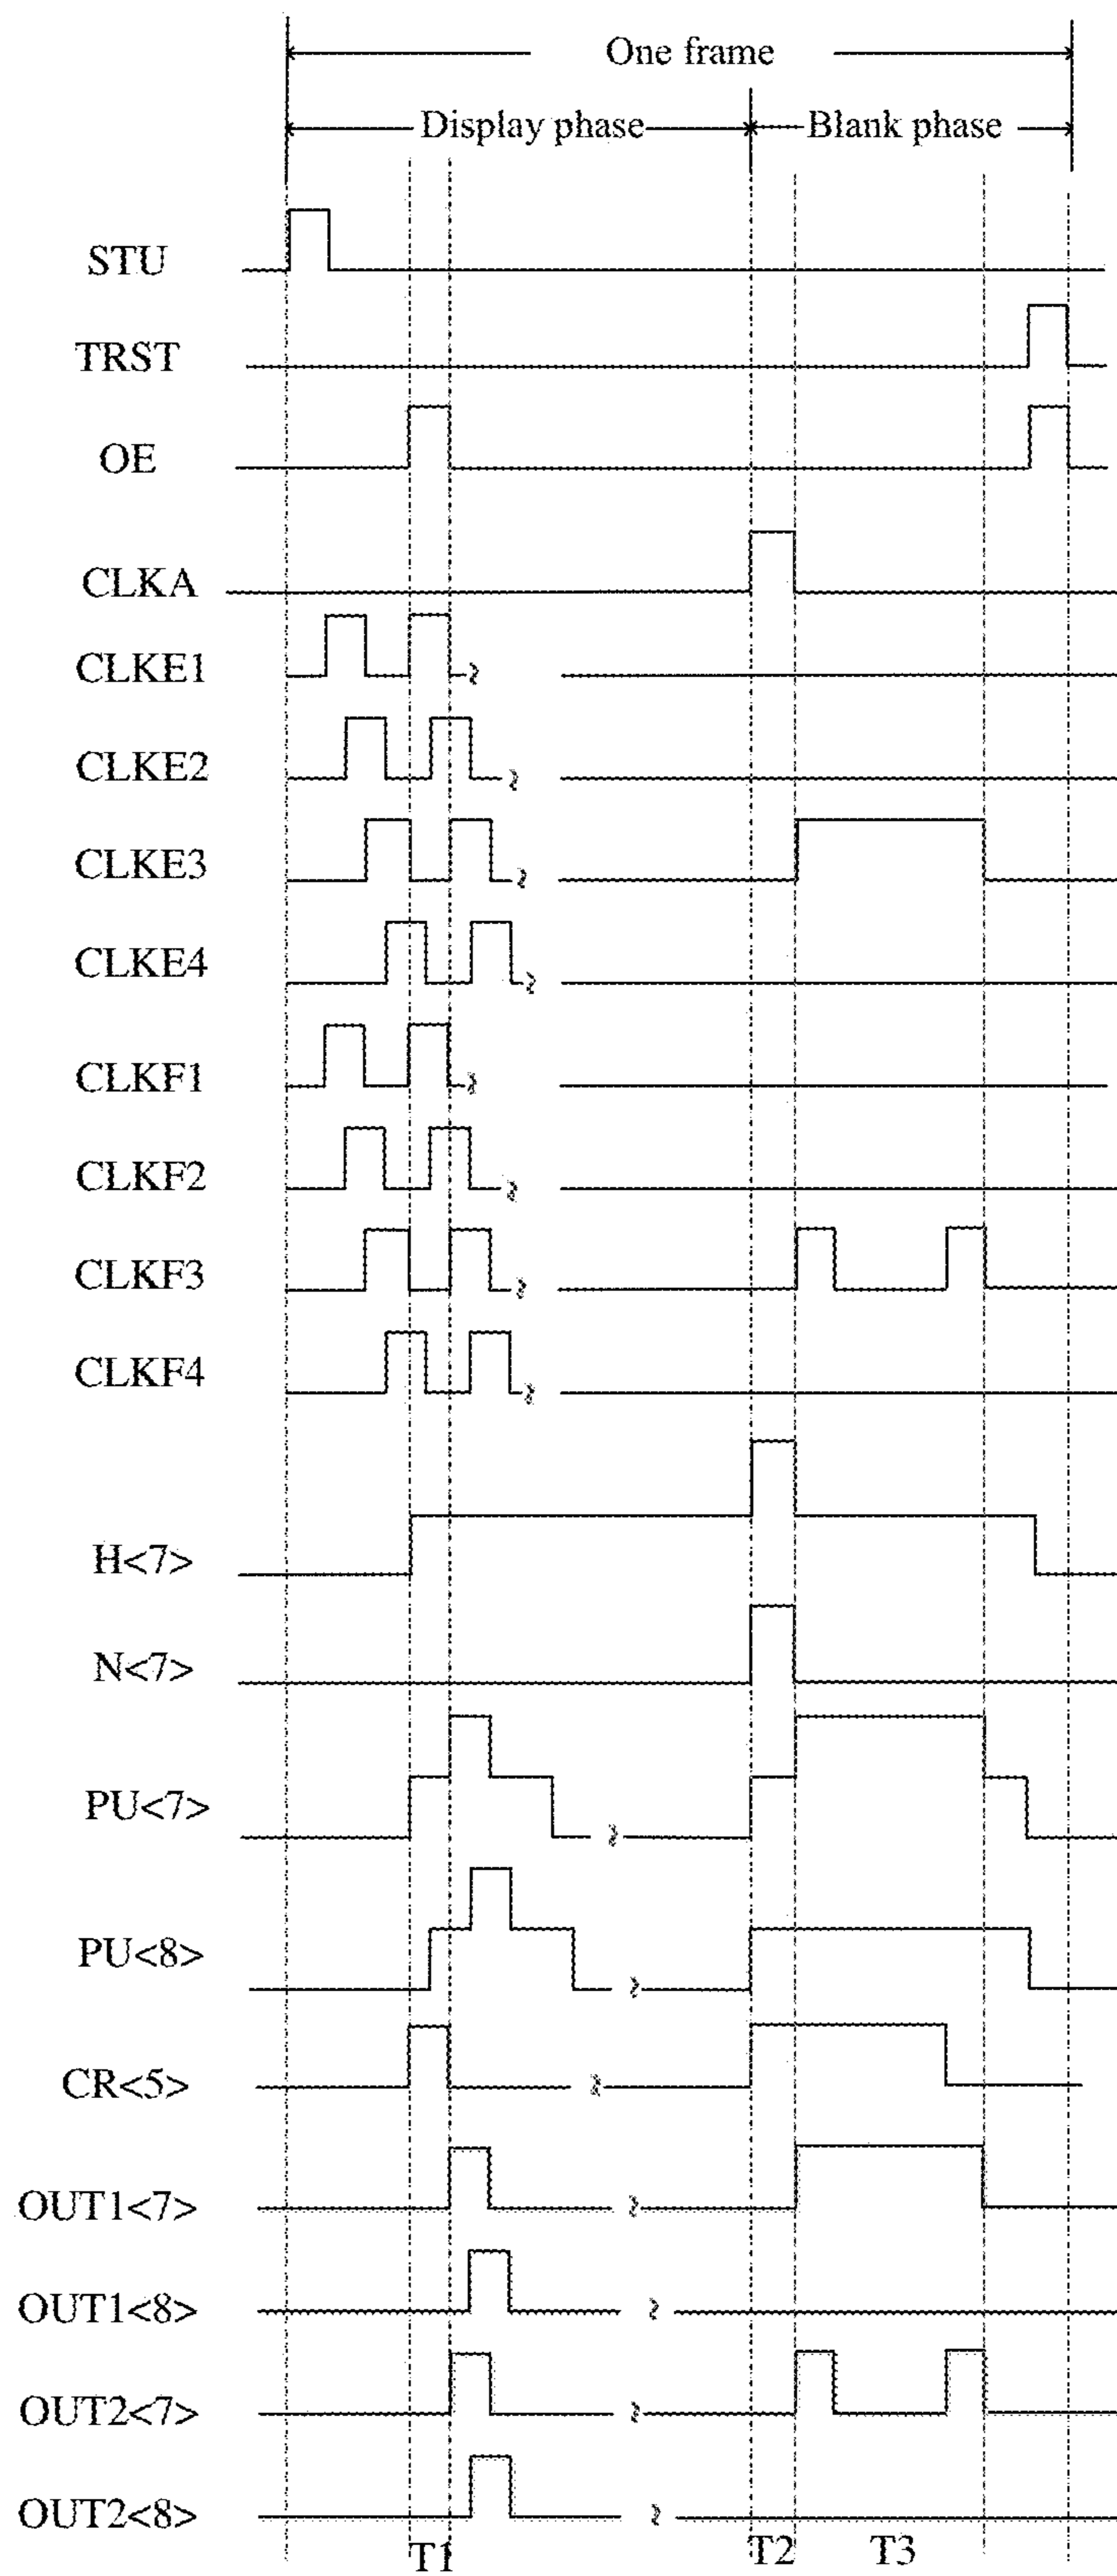 One frame
Display phase Blank phase
STU
TRST
OE
CLKA
CLKE1
CLKE2
CLKE3
CLKE4
CLKF1
CLKF2
CLKF3
CLKF4
H<7>
N<7>
PU<7>
PU<8>
CR<5>
OUT1<7>
OUT1<8>
OUT2<7>
OUT2<8>
T1 T2 T3